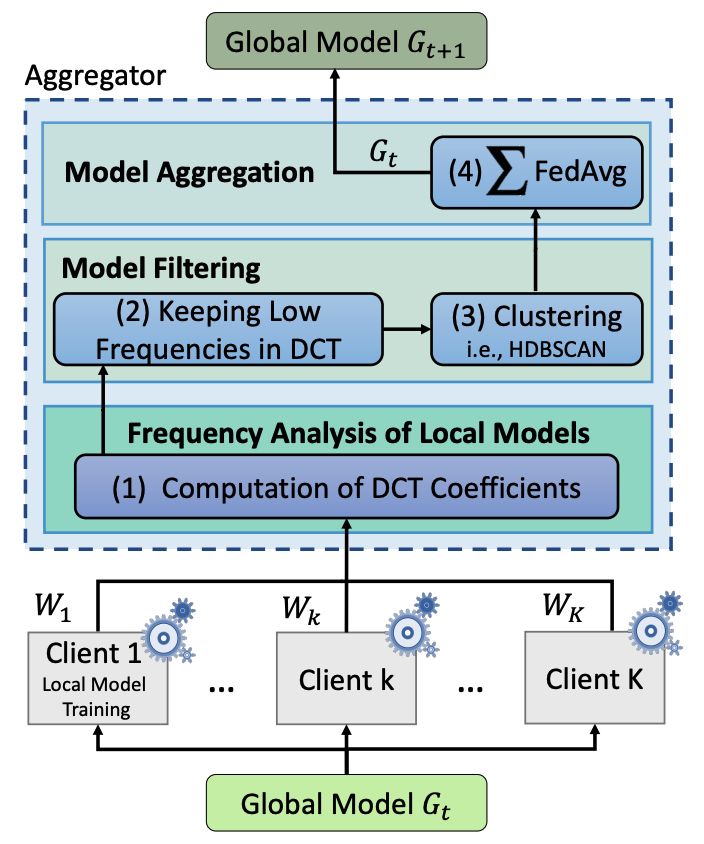 Global Model G_{t+1}
Aggregator
G_t
Model Aggregation
(4) ∑ FedAvg
Model Filtering
(2) Keeping Low
Frequencies in DCT
(3) Clustering
i.e., HDBSCAN
Frequency Analysis of Local Models
(1) Computation of DCT Coefficients
W_1
W_k
W_K
Client 1
Local Model
Training
...
Client k
...
Client K
Global Model G_t